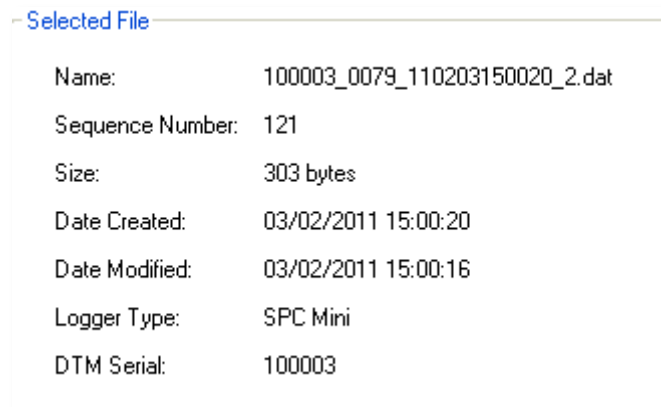 Selected File
Name: 100003_0079_110203150020_2.dat
Sequence Number: 121
Size: 303 bytes
Date Created: 03/02/2011 15:00:20
Date Modified: 03/02/2011 15:00:16
Logger Type: SPC Mini
DTM Serial: 100003